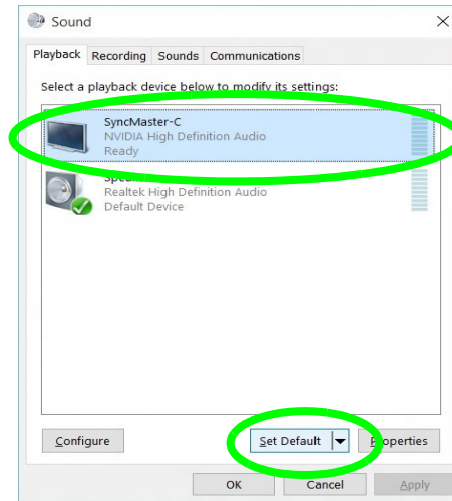 Sound
Playback Recording Sounds Communications
Select a playback device below to modify its settings:
SyncMaster-C
NVIDIA High Definition Audio
Ready
Realtek High Definition Audio
Default Device
Configure Set Default Properties
OK Cancel Apply